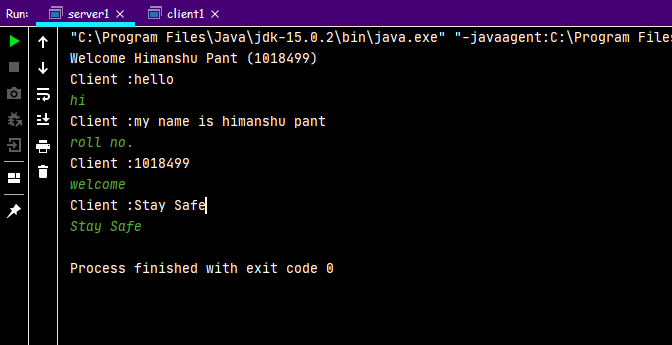 Run: server1 × client1 ×
"C:\Program Files\Java\jdk-15.0.2\bin\java.exe" "-javaagent:C:\Program Files
Welcome Himanshu Pant (1018499)
Client :hello
hi
Client :my name is himanshu pant
roll no.
Client :1018499
welcome
Client :Stay Safe
Stay Safe
Process finished with exit code 0